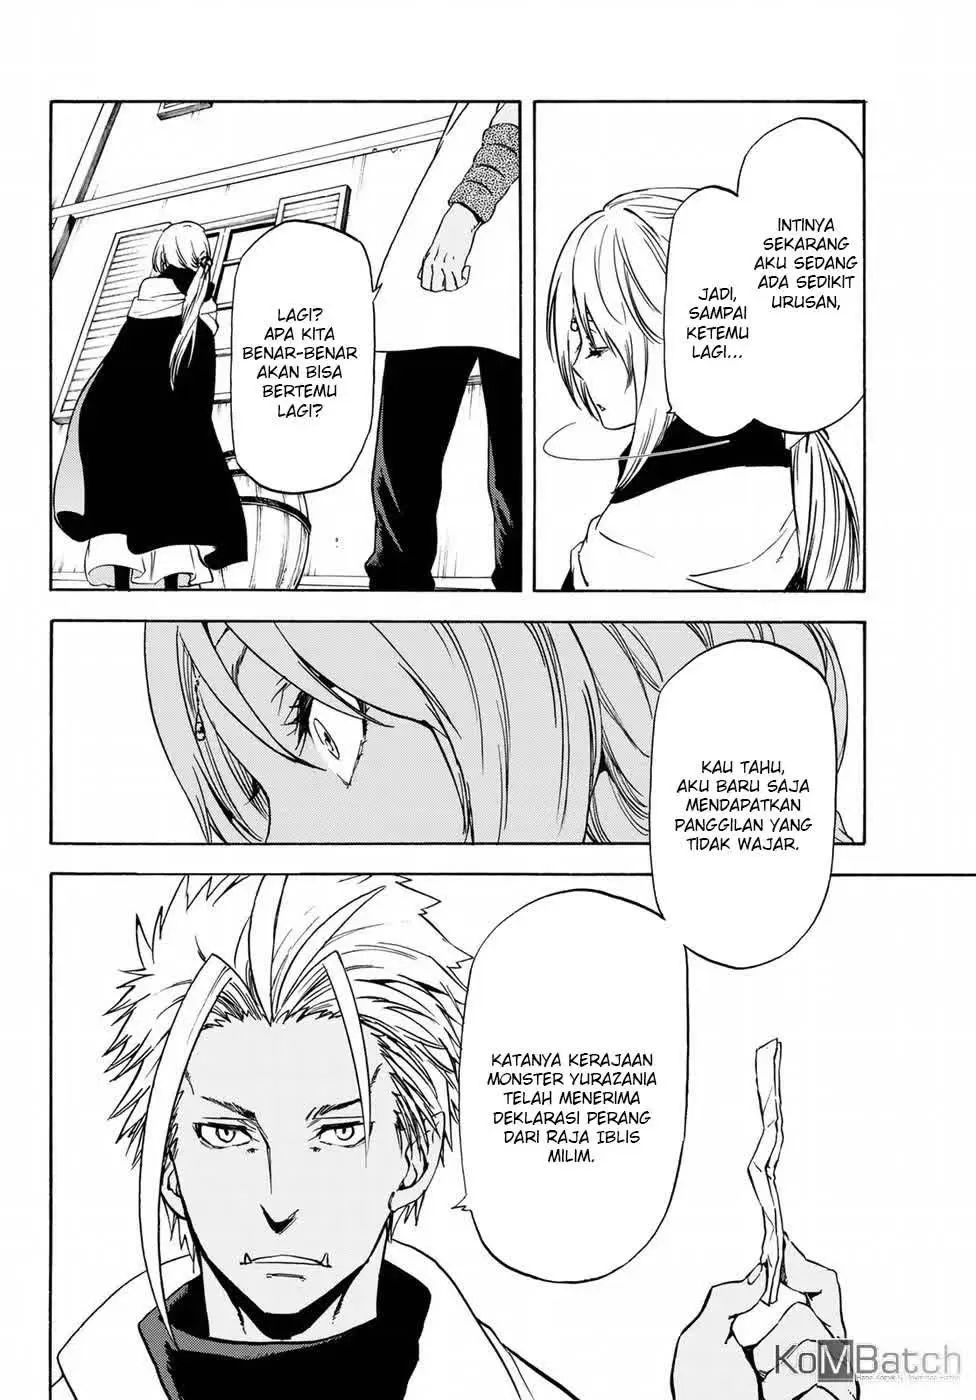 INTINYA
SEKARANG
AKU SEDANG
ADA SEDIKIT
URUSAN,
JADI,
SAMPAI
KETEMU
LAGI...
LAGI?
APA KITA
BENAR-BENAR
AKAN BISA
BERTEMU
LAGI?
KAU TAHU,
AKU BARU SAJA
MENDAPATKAN
PANGGILAN YANG
TIDAK WAJAR.
KATANYA KERAJAAN
MONSTER YURAZANIA
TELAH MENERIMA
DEKLARASI PERANG
DARI RAJA IBLIS
MILIM.
KoMBatch